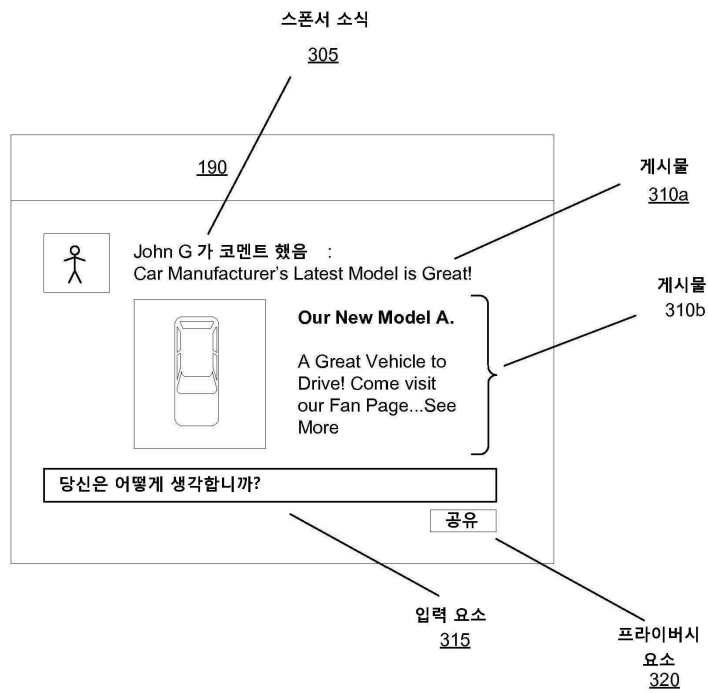 스폰서 소식
305
190
게시물
310a
John G 가 코멘트 했음 :
Car Manufacturer's Latest Model is Great!
게시물
310b
Our New Model A.
A Great Vehicle to
Drive! Come visit
our Fan Page...See
More
당신은 어떻게 생각합니까?
공유
입력 요소
315
프라이버시
요소
320